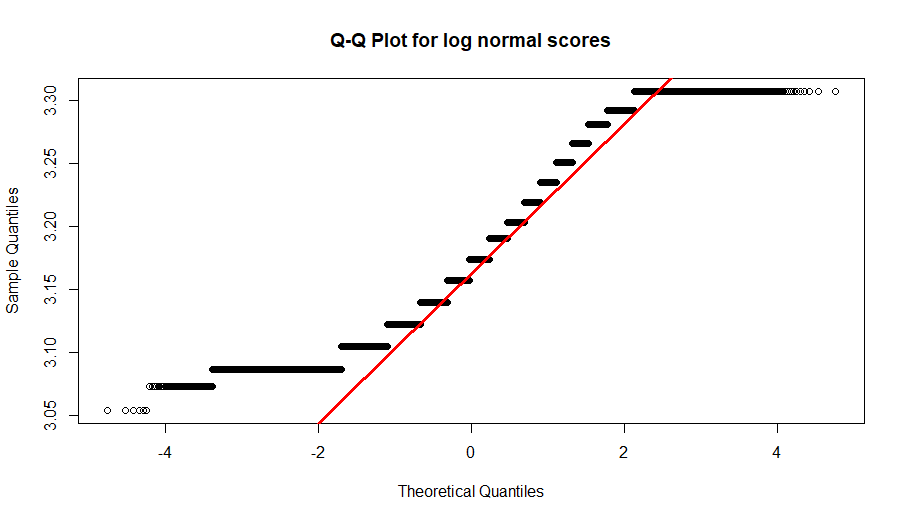 Q-Q Plot for log normal scores
Sample Quantiles
3.30
3.25
3.20
3.15
3.10
3.05
-4 -2 0 2 4
Theoretical Quantiles